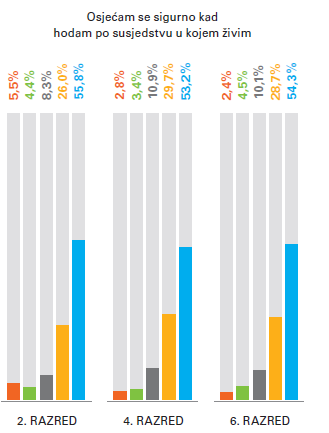 Osjećam se sigurno kad
hodam po susjedstvu u kojem živim
5,5% 4,4% 8,3% 26,0% 55,8%
2,8% 3,4% 10,9% 29,7% 53,2%
2,4% 4,5% 10,1% 28,7% 54,3%
2. RAZRED
4. RAZRED
6. RAZRED